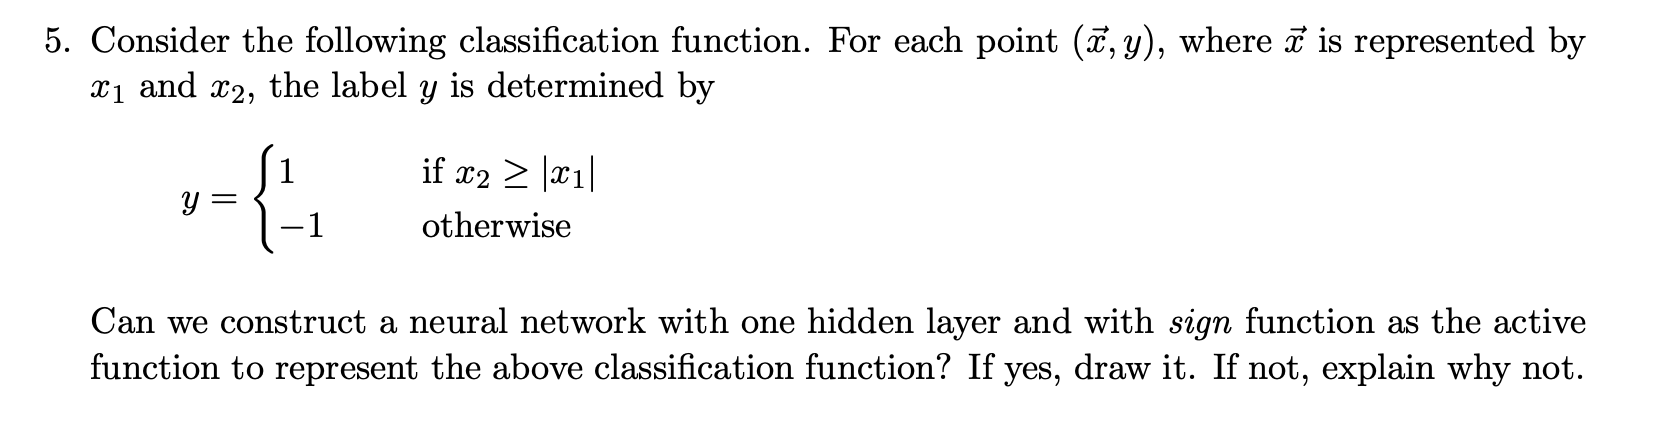 5. Consider the following classification function. For each point (x⃗, y), where x⃗ is represented by
x₁ and x₂, the label y is determined by
y = { 1 if x₂ ≥ |x₁|
−1 otherwise
Can we construct a neural network with one hidden layer and with sign function as the active
function to represent the above classification function? If yes, draw it. If not, explain why not.